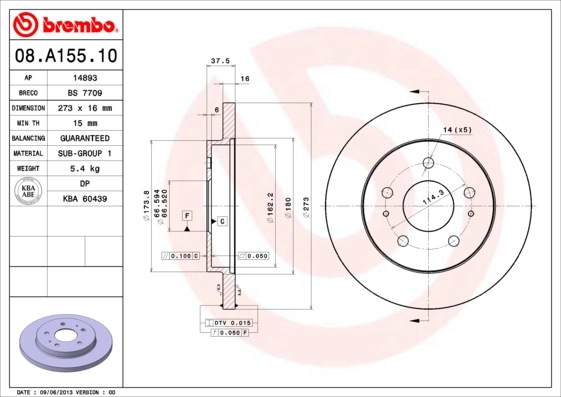 brembo.
08.A155.10
AP 14893
BRECO BS 7709
DIMENSION 273 x 16 mm
MIN TH 15 mm
BALANCING GUARANTEED
MATERIAL SUB-GROUP 1
WEIGHT 5.4 kg
KBA ABE DP
KBA 60439
DATE : 09/06/2013 VERSION : 00
37.5
16
6
14 (x5)
Ø173.8
Ø66.594
Ø66.520
F
C
Ø162.2
Ø180
Ø273
114.3
0.100 C
0.050
DTV 0.015
0.050 F